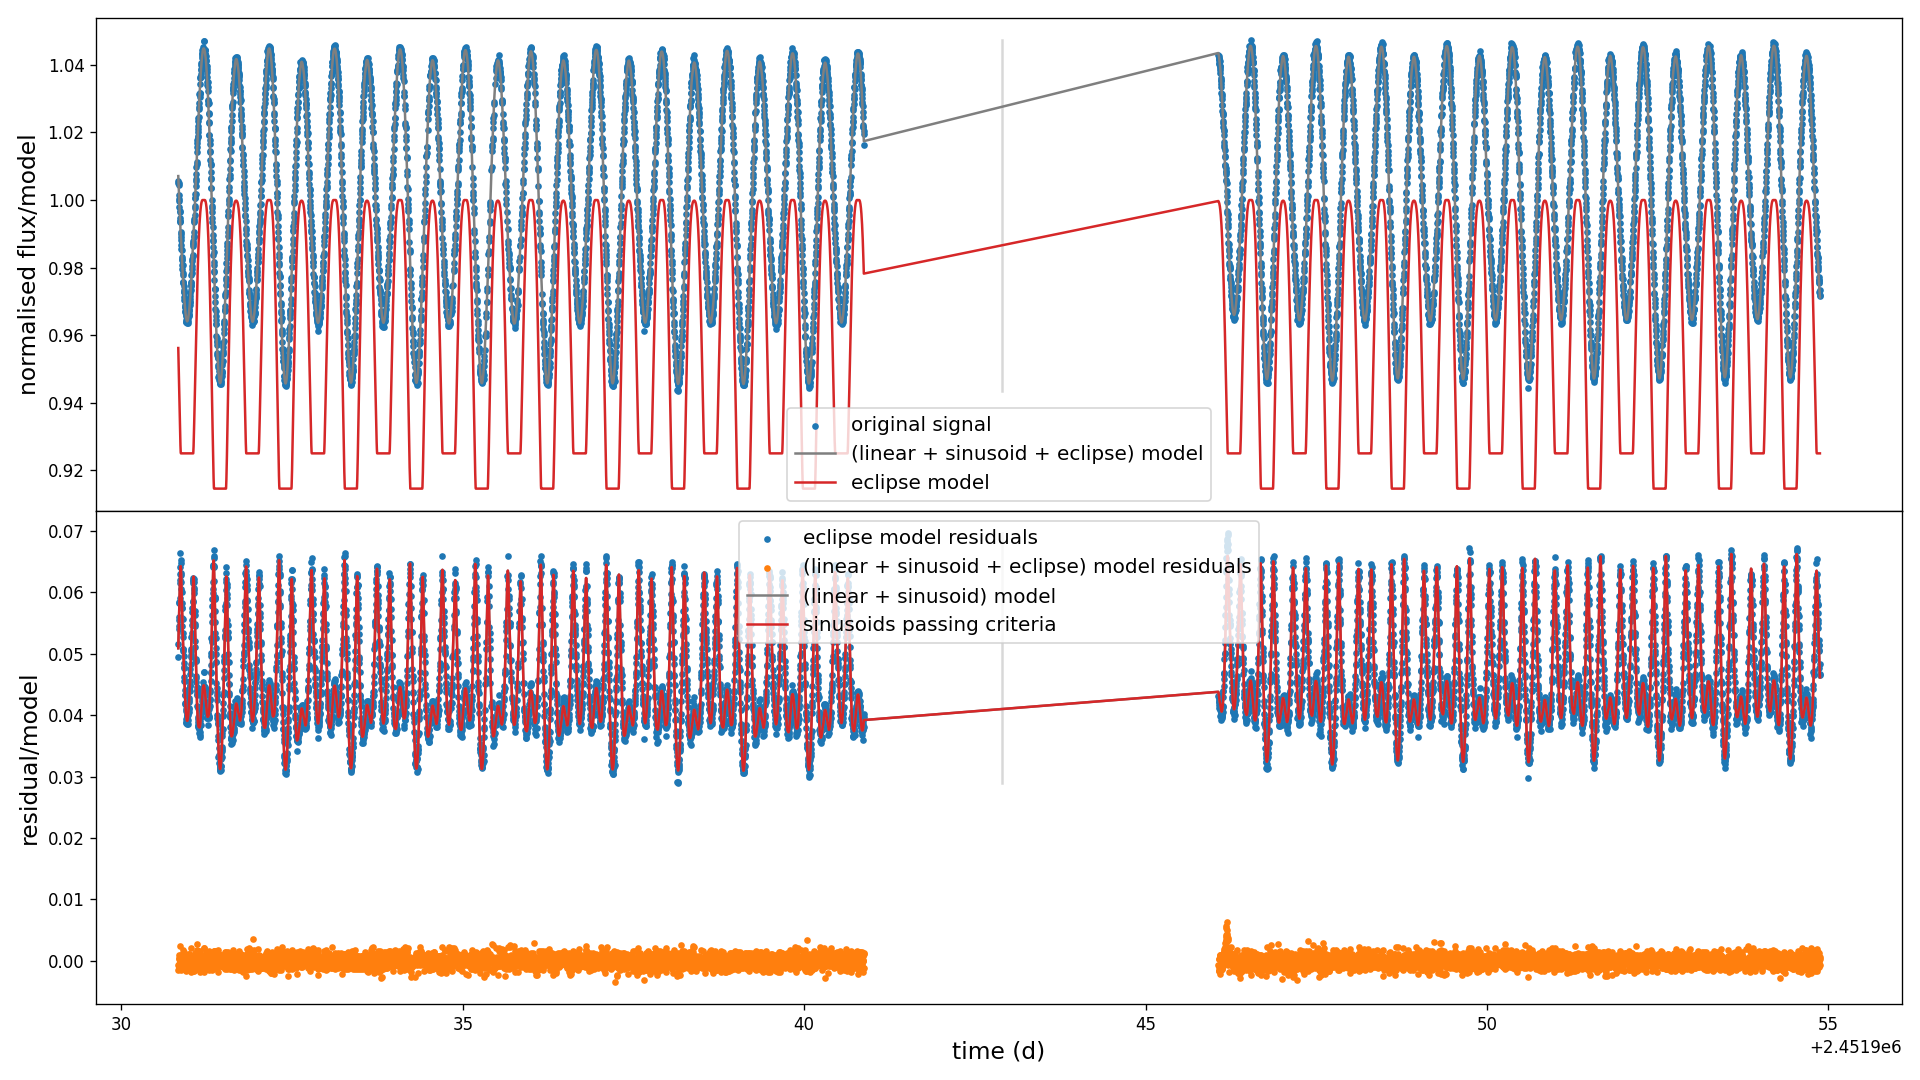 normalised flux/model
1.04
1.02
1.00
0.98
0.96
0.94
0.92
original signal
(linear + sinusoid + eclipse) model
eclipse model
residual/model
0.07
0.06
0.05
0.04
0.03
0.02
0.01
0.00
eclipse model residuals
(linear + sinusoid + eclipse) model residuals
(linear + sinusoid) model
sinusoids passing criteria
30 35 40 45 50 55
time (d)
+2.4519e6